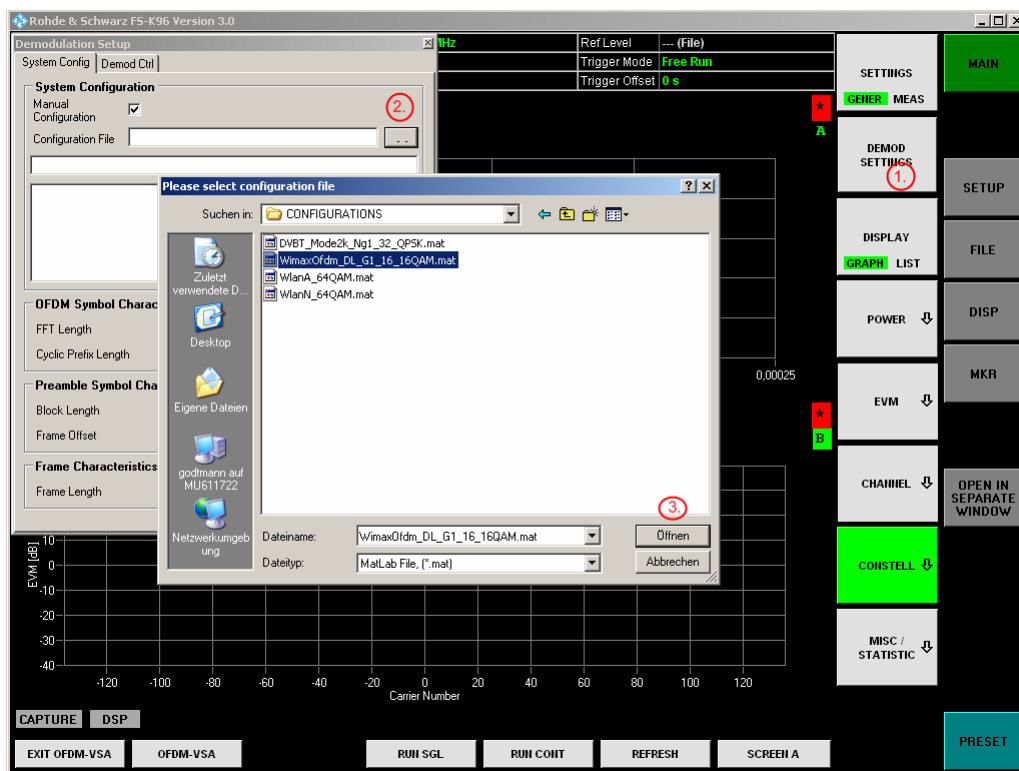 Rohde & Schwarz FS-K96 Version 3.0
Demodulation Setup
System Config
Demod Ctrl
System Configuration
Manual
Configuration
2.
Configuration File
. .
OFDM Symbol Charac
FFT Length
Cyclic Prefix Length
Preamble Symbol Cha
Block Length
Frame Offset
Frame Characteristics
Frame Length
MHz
Ref Level
--- (File)
Trigger Mode
Free Run
Trigger Offset
0 s
*
A
0,00025
*
B
Please select configuration file
Suchen in:
CONFIGURATIONS
DVBT_Mode2k_Ng1_32_QPSK.mat
WimaxOfdm_DL_G1_16_16QAM.mat
WlanA_64QAM.mat
WlanN_64QAM.mat
Zuletzt
verwendete D...
Desktop
Eigene Dateien
godtmann auf
MU611722
Netzwerkumgeb
ung
3.
Dateiname:
WimaxOfdm_DL_G1_16_16QAM.mat
Öffnen
Dateityp:
MatLab File, (*.mat)
Abbrechen
EVM [dB]
10
0
-10
-20
-30
-40
-120 -100 -80 -60 -40 -20 0 20 40 60 80 100 120
Carrier Number
SETTINGS
GENER MEAS
DEMOD
SETTINGS
1.
DISPLAY
GRAPH LIST
POWER
EVM
CHANNEL
CONSTELL
MISC /
STATISTIC
MAIN
SETUP
FILE
DISP
MKR
OPEN IN
SEPARATE
WINDOW
PRESET
CAPTURE
DSP
EXIT OFDM-VSA
OFDM-VSA
RUN SGL
RUN CONT
REFRESH
SCREEN A